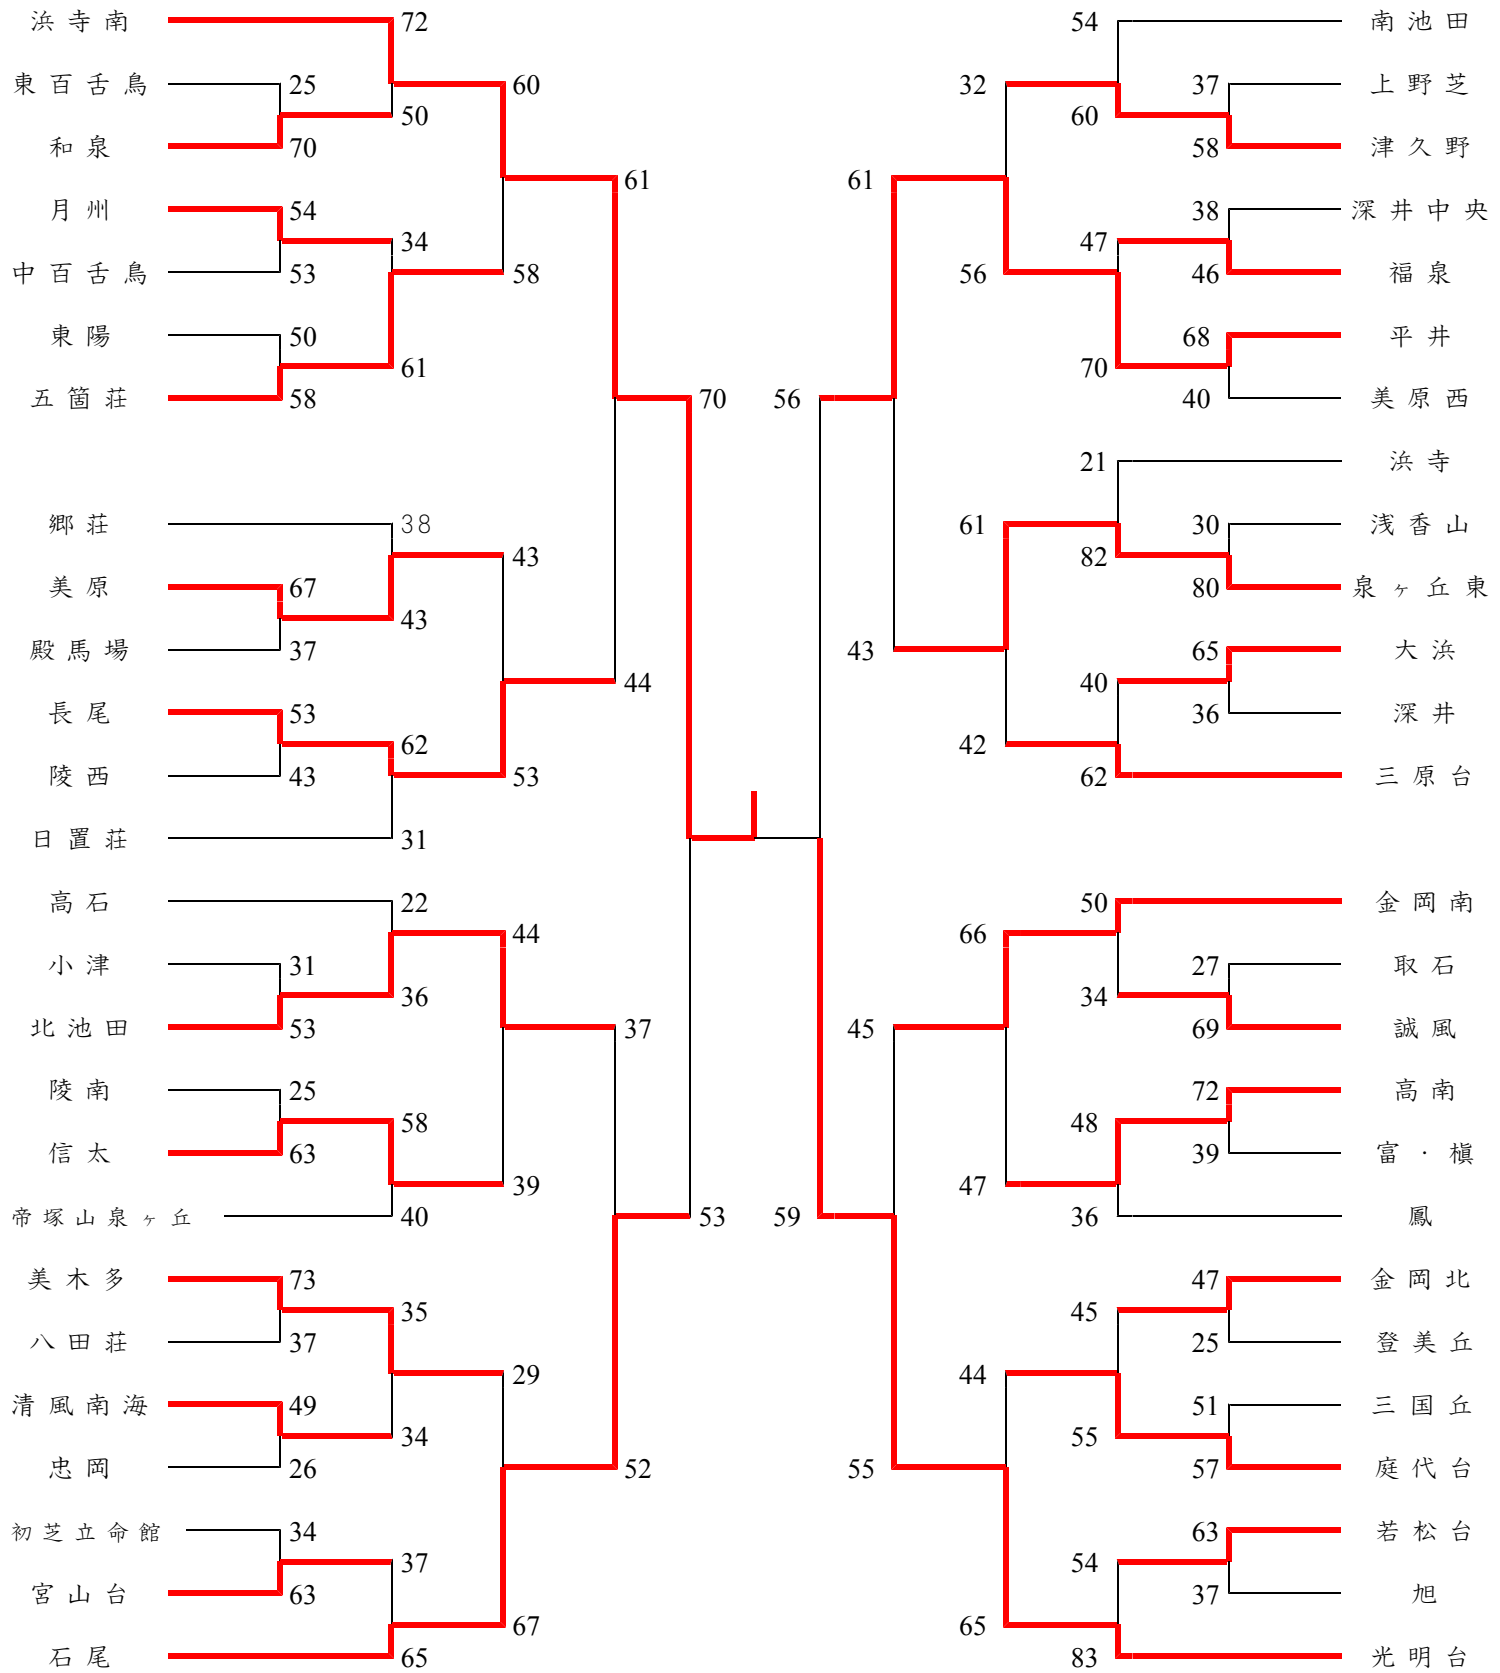 浜寺南 72 54 南池田
東百舌鳥 25 60 32 37 上野芝
50 60
和泉 70 58 津久野
61 61
月州 54 38 深井中央
34 47
中百舌鳥 53 58 56 46 福泉
東陽 50 68 平井
61 70
五箇荘 58 70 56 40 美原西
21 浜寺
郷荘 38 61 30 浅香山
43 82
美原 67 80 泉ヶ丘東
43
殿馬場 37 43 65 大浜
44 40
長尾 53 36 深井
62 42
陵西 43 53 62 三原台
日置荘 31
高石 22 50 金岡南
44 66
小津 31 27 取石
36 34
北池田 53 37 45 69 誠風
陵南 25 72 高南
58 48
信太 63 39 富・槇
39 47
帝塚山泉ヶ丘 40 53 59 36 鳳
美木多 73 47 金岡北
35 45
八田荘 37 25 登美丘
29 44
清風南海 49 51 三国丘
34 55
忠岡 26 52 55 57 庭代台
初芝立命館 34 63 若松台
37 54
宮山台 63 37 旭
67 65
石尾 65 83 光明台